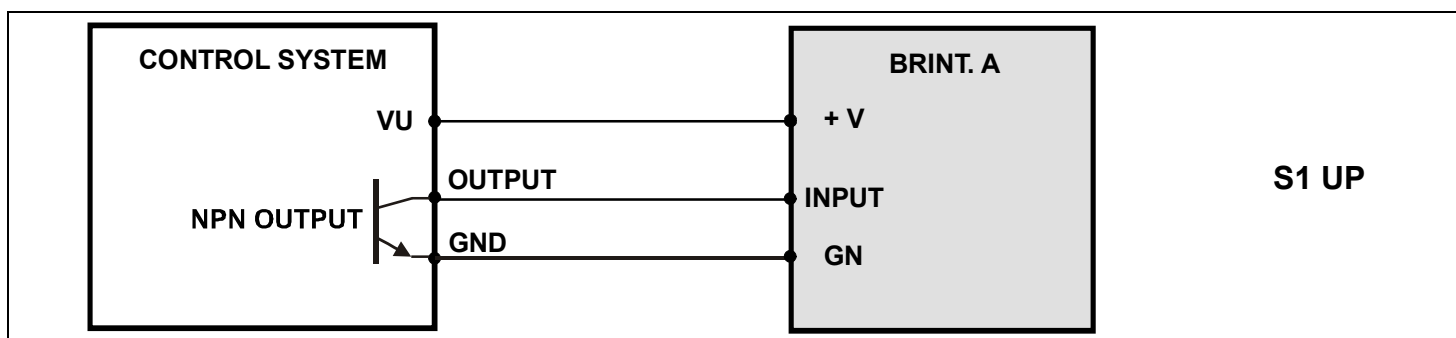 CONTROL SYSTEM
BRINT. A
VU
+ V
OUTPUT
INPUT
S1 UP
NPN OUTPUT
GND
GN